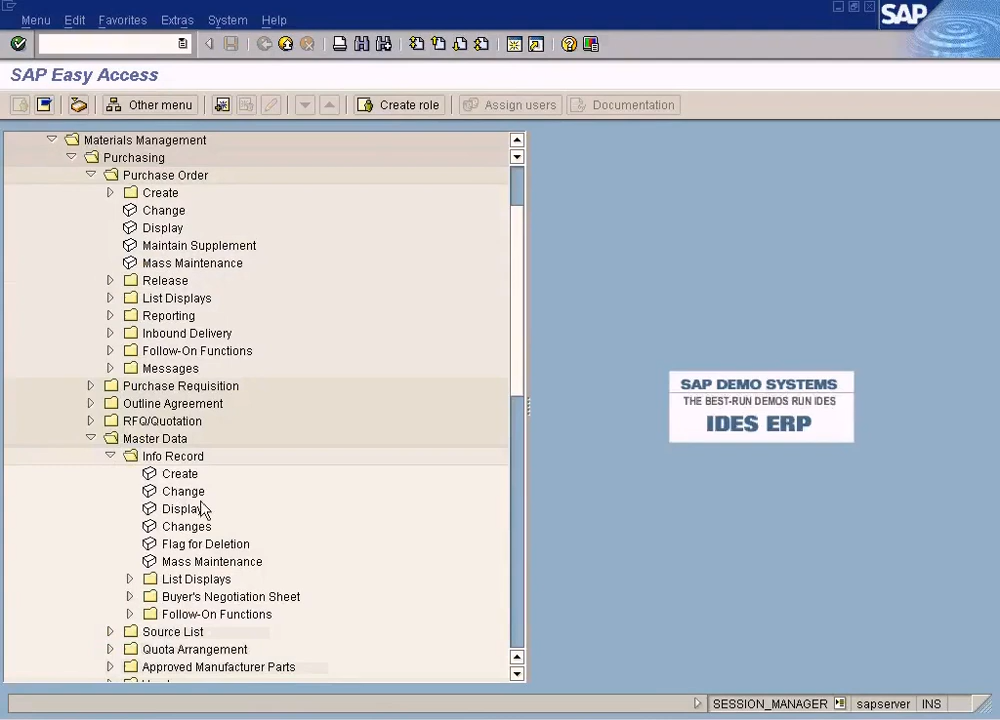 Menu Edit Favorites Extras System Help
SAP
SAP Easy Access
Other menu Create role Assign users Documentation
Materials Management
Purchasing
Purchase Order
Create
Change
Display
Maintain Supplement
Mass Maintenance
Release
List Displays
Reporting
Inbound Delivery
Follow-On Functions
Messages
Purchase Requisition
Outline Agreement
RFQ/Quotation
Master Data
Info Record
Create
Change
Display
Changes
Flag for Deletion
Mass Maintenance
List Displays
Buyer's Negotiation Sheet
Follow-On Functions
Source List
Quota Arrangement
Approved Manufacturer Parts
SAP DEMO SYSTEMS
THE BEST-RUN DEMOS RUN IDES
IDES ERP
SESSION_MANAGER sapserver INS